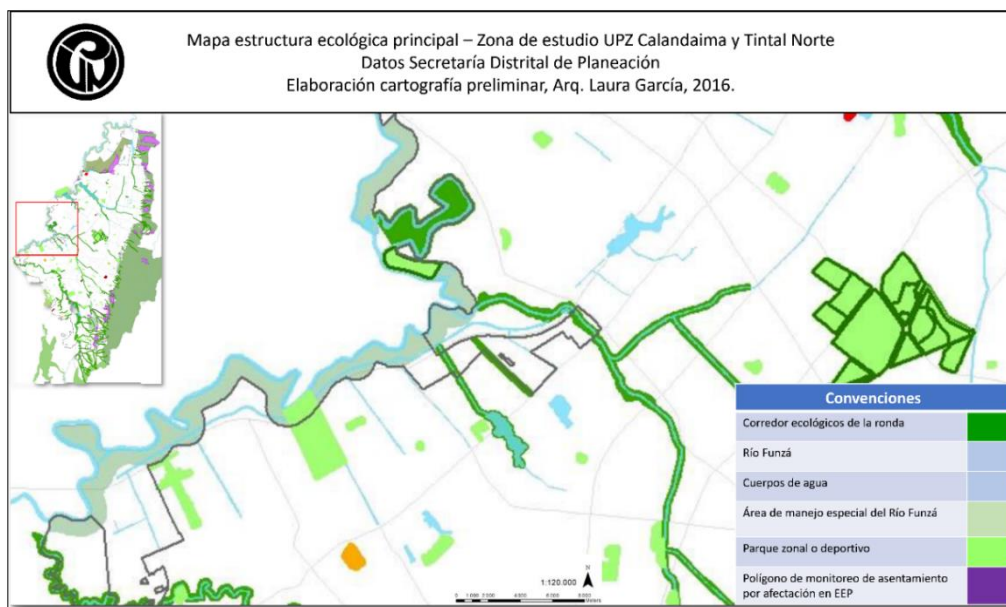 Mapa estructura ecológica principal – Zona de estudio UPZ Calandaima y Tintal Norte
Datos Secretaría Distrital de Planeación
Elaboración cartografía preliminar, Arq. Laura García, 2016.
Convenciones
Corredor ecológicos de la ronda
Río Funzá
Cuerpos de agua
Área de manejo especial del Río Funzá
Parque zonal o deportivo
Polígono de monitoreo de asentamiento
por afectación en EEP
1:120.000
N
Meters